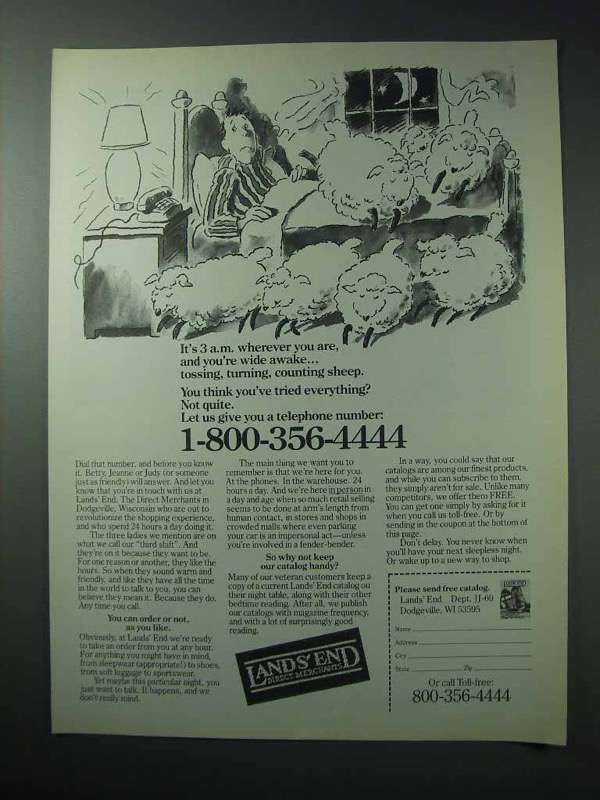 It's 3 a.m. wherever you are,
and you're wide awake...
tossing, turning, counting sheep.
You think you've tried everything?
Not quite.
Let us give you a telephone number:
1-800-356-4444
Dial that number, and before you know
it, Betty, Jeanne or Judy (or someone
just as friendly) will answer. And let you
know that you're in touch with us at
Lands' End. The Direct Merchants in
Dodgeville, Wisconsin who are out to
revolutionize the shopping experience,
and who spend 24 hours a day doing it.
The three ladies we mention are on
what we call our "third shift". And
they're on it because they want to be.
For one reason or another, they like the
hours. So when they sound warm and
friendly, and like they have all the time
in the world to talk to you, you can
believe they mean it. Because they do.
Any time you call.
You can order or not,
as you like.
Obviously, at Lands' End we're ready
to take an order from you at any hour.
For anything you might have in mind,
from sleepwear (appropriate!) to shoes,
from soft luggage to sportswear.
Yet maybe this particular night, you
just want to talk. It happens, and we
don't really mind.
The main thing we want you to
remember is that we're here for you.
At the phones. In the warehouse. 24
hours a day. And we're here in person in
a day and age when so much retail selling
seems to be done at arm's length from
human contact, in stores and shops in
crowded malls where even parking
your car is an impersonal act—unless
you're involved in a fender-bender.
So why not keep
our catalog handy?
Many of our veteran customers keep a
copy of a current Lands' End catalog on
their night table, along with their other
bedtime reading. After all, we publish
our catalogs with magazine frequency,
and with a lot of surprisingly good
reading.
LANDS' END
DIRECT MERCHANTS
In a way, you could say that our
catalogs are among our finest products,
and while you can subscribe to them,
they simply aren't for sale. Unlike many
competitors, we offer them FREE.
You can get one simply by asking for it
when you call us toll-free. Or by
sending in the coupon at the bottom of
this page.
Don't delay. You never know when
you'll have your next sleepless night.
Or wake up to a new way to shop.
Please send free catalog.
Lands' End Dept. JJ-60
Dodgeville, WI 53595
Name
Address
City
State Zip
Or call Toll-free:
800-356-4444